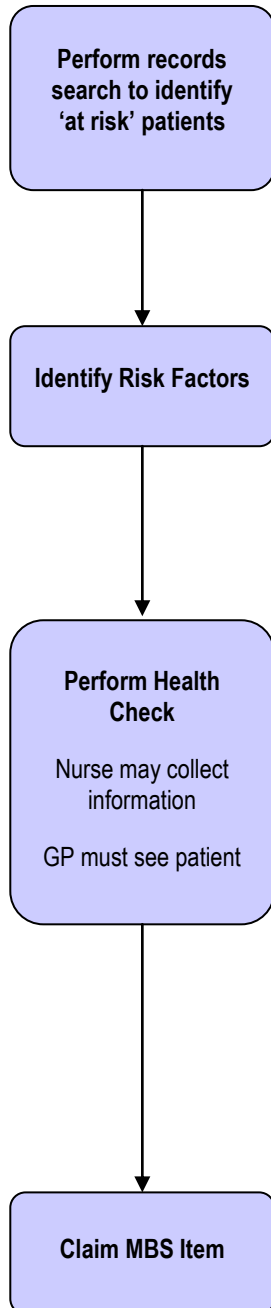 Perform records
search to identify
‘at risk’ patients
Identify Risk Factors
Perform Health
Check
Nurse may collect
information
GP must see patient
Claim MBS Item